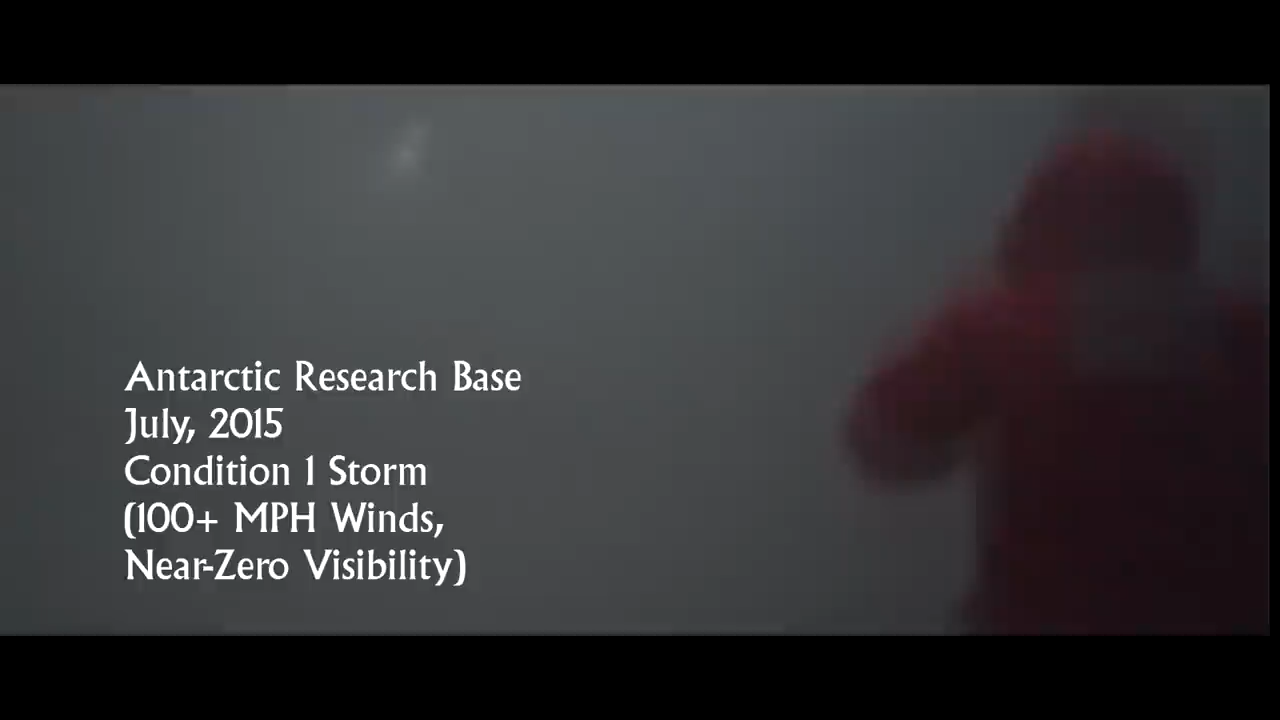 Antarctic Research Base
July, 2015
Condition 1 Storm
(100+ MPH Winds,
Near-Zero Visibility)